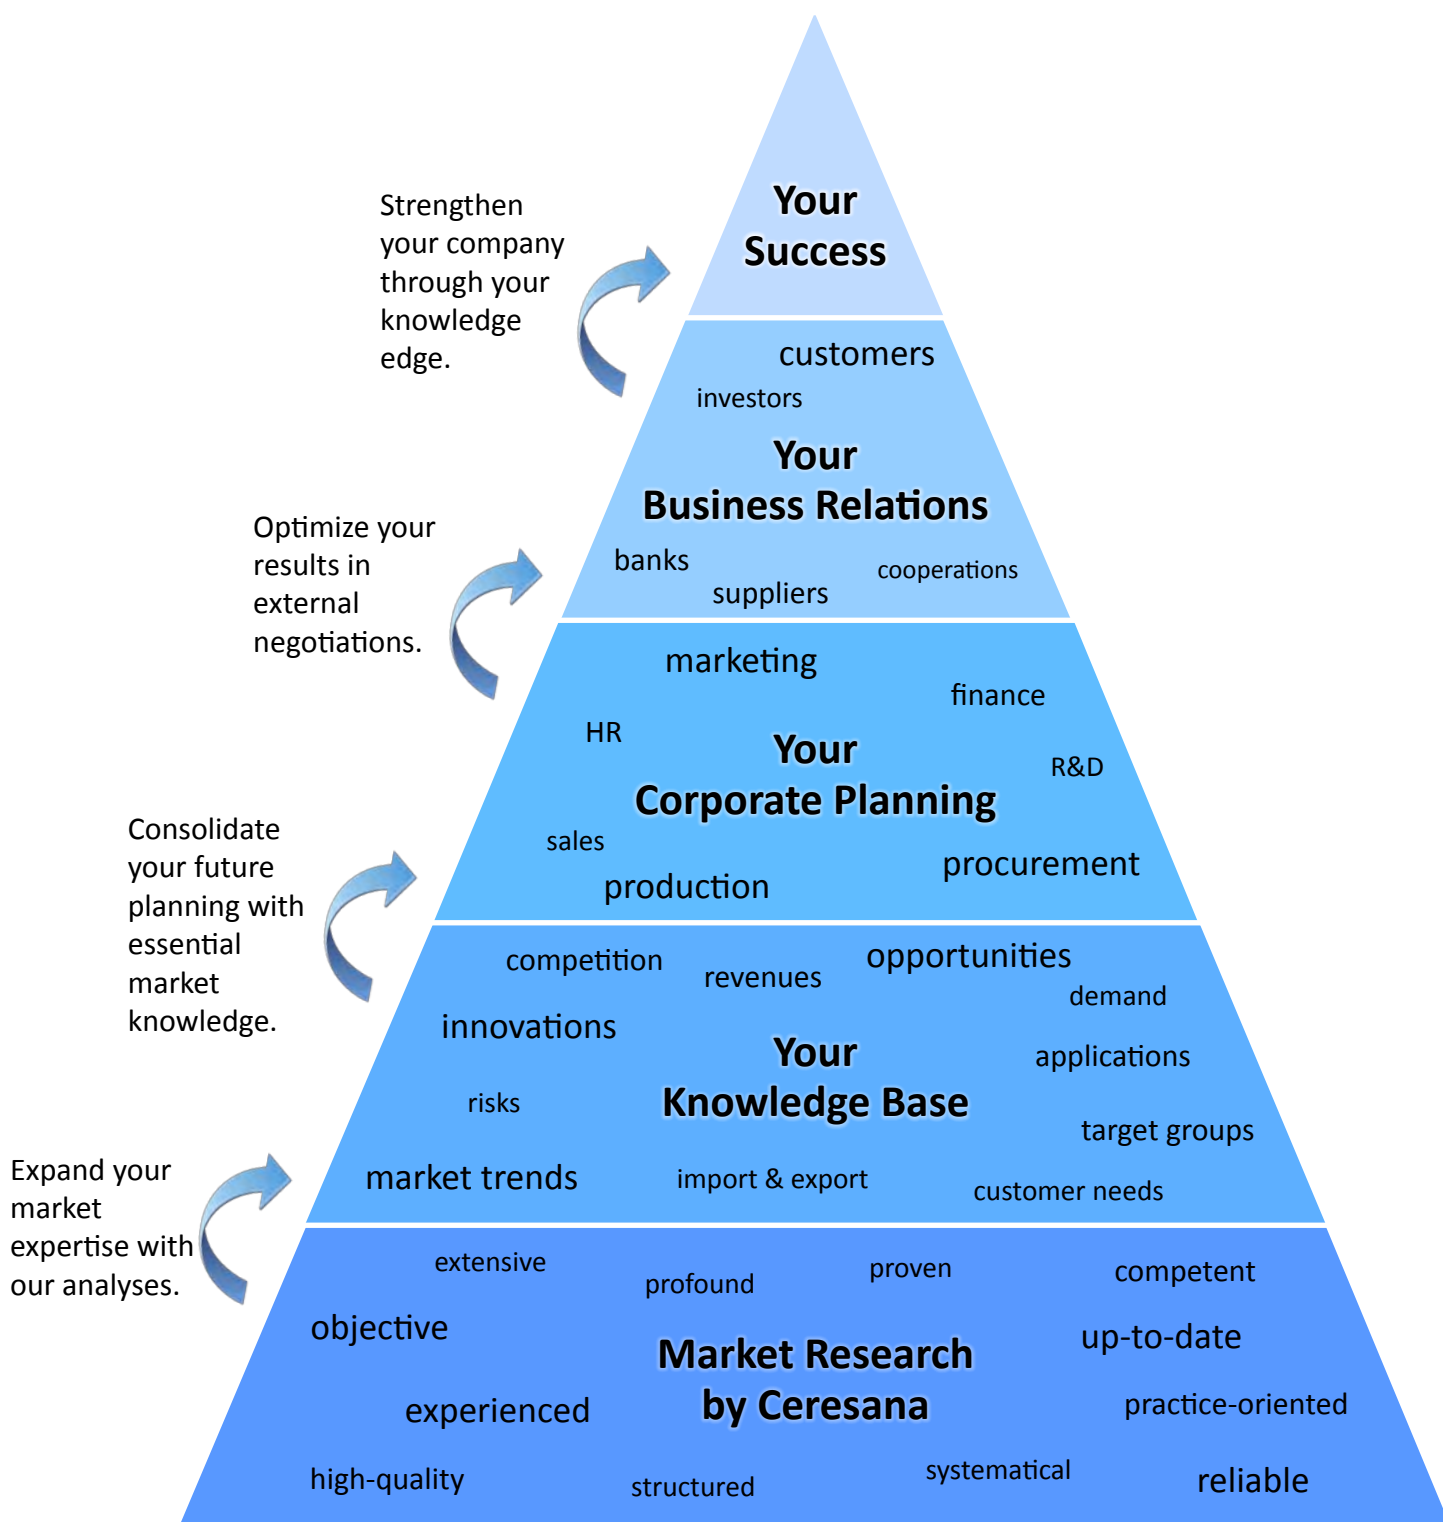 Your
Success
Strengthen
your company
through your
knowledge
edge.
customers
investors
Your
Business Relations
banks
cooperations
suppliers
Optimize your
results in
external
negotiations.
marketing
finance
HR
Your
Corporate Planning
R&D
sales
procurement
production
Consolidate
your future
planning with
essential
market
knowledge.
competition
revenues
opportunities
demand
innovations
Your
Knowledge Base
applications
risks
target groups
market trends
import & export
customer needs
Expand your
market
expertise with
our analyses.
extensive
profound
proven
competent
objective
up-to-date
Market Research
by Ceresana
experienced
practice-oriented
high-quality
structured
systematical
reliable